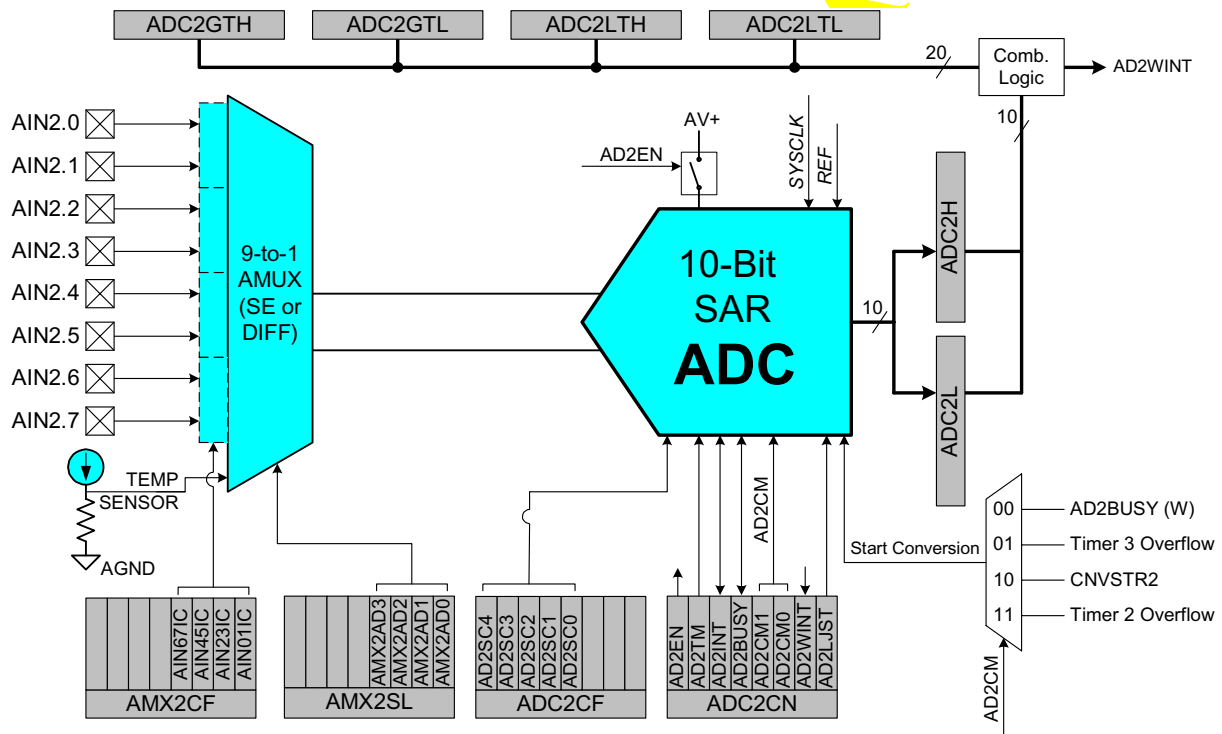 ADC2GTH
ADC2GTL
ADC2LTH
ADC2LTL
20
Comb.
Logic
AD2WINT
10
AIN2.0
AIN2.1
AIN2.2
AIN2.3
AIN2.4
AIN2.5
AIN2.6
AIN2.7
9-to-1
AMUX
(SE or
DIFF)
AV+
AD2EN
SYSCLK
REF
10-Bit
SAR
ADC
10
ADC2H
ADC2L
TEMP
SENSOR
AGND
AD2CM
Start Conversion
00
01
10
11
AD2BUSY (W)
Timer 3 Overflow
CNVSTR2
Timer 2 Overflow
AD2CM
AIN67IC
AIN45IC
AIN23IC
AIN01IC
AMX2CF
AMX2AD3
AMX2AD2
AMX2AD1
AMX2AD0
AMX2SL
AD2SC4
AD2SC3
AD2SC2
AD2SC1
AD2SC0
ADC2CF
AD2EN
AD2TM
AD2INT
AD2BUSY
AD2CM1
AD2CM0
AD2WINT
AD2LJST
ADC2CN